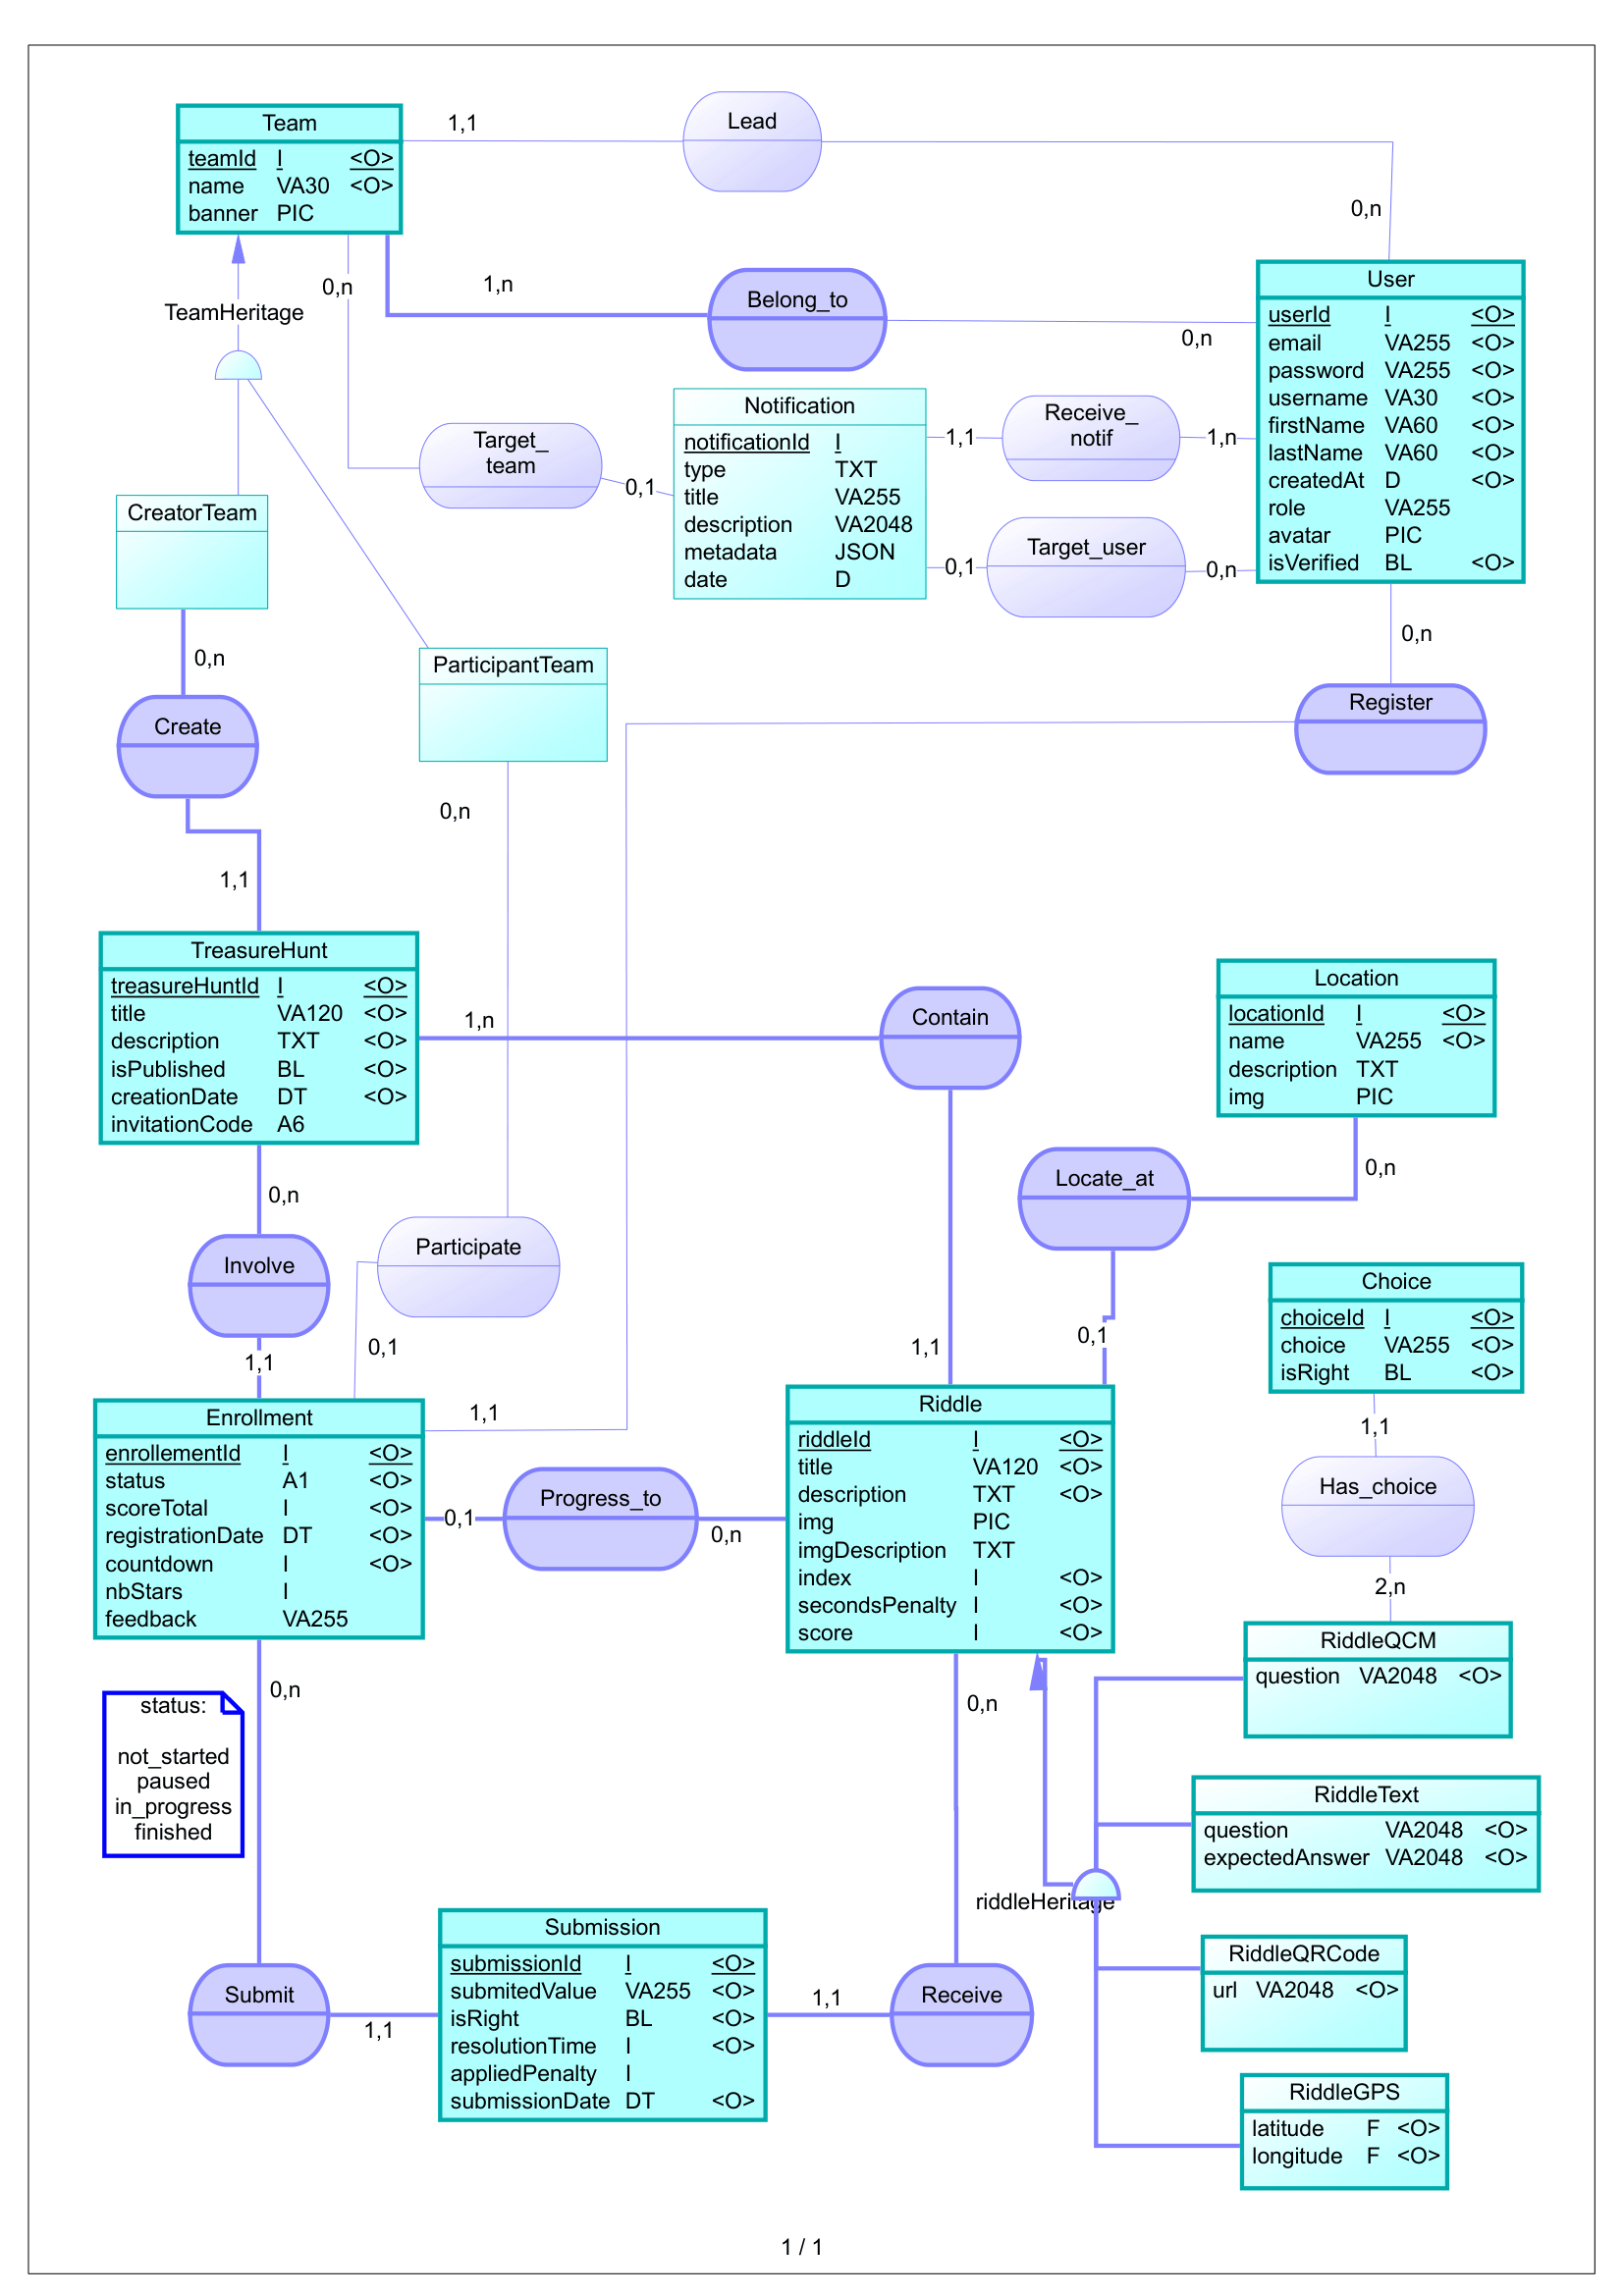 Team
teamId I <O>
name VA30 <O>
banner PIC
1,1
Lead
0,n
TeamHeritage
0,n
1,n
Belong_to
0,n
User
userId I <O>
email VA255 <O>
password VA255 <O>
username VA30 <O>
firstName VA60 <O>
lastName VA60 <O>
createdAt D <O>
role VA255
avatar PIC
isVerified BL <O>
Notification
notificationId I
type TXT
title VA255
description VA2048
metadata JSON
date D
1,1
Receive_
notif
1,n
Target_
team
0,1
0,1
Target_user
0,n
CreatorTeam
0,n
ParticipantTeam
0,n
Register
Create
0,n
1,1
TreasureHunt
treasureHuntId I <O>
title VA120 <O>
description TXT <O>
isPublished BL <O>
creationDate DT <O>
invitationCode A6
1,n
Contain
Location
locationId I <O>
name VA255 <O>
description TXT
img PIC
0,n
Locate_at
0,n
Involve
Participate
1,1
0,1
1,1
0,1
Choice
choiceId I <O>
choice VA255 <O>
isRight BL <O>
1,1
Has_choice
2,n
Enrollment
enrollementId I <O>
status A1 <O>
scoreTotal I <O>
registrationDate DT <O>
countdown I <O>
nbStars I
feedback VA255
1,1
0,1
Progress_to
0,n
Riddle
riddleId I <O>
title VA120 <O>
description TXT <O>
img PIC
imgDescription TXT
index I <O>
secondsPenalty I <O>
score I <O>
RiddleQCM
question VA2048 <O>
0,n
0,n
status:
not_started
paused
in_progress
finished
RiddleText
question VA2048 <O>
expectedAnswer VA2048 <O>
riddleHeritage
Submission
submissionId I <O>
submitedValue VA255 <O>
isRight BL <O>
resolutionTime I <O>
appliedPenalty I
submissionDate DT <O>
Submit
1,1
1,1
Receive
RiddleQRCode
url VA2048 <O>
RiddleGPS
latitude F <O>
longitude F <O>
1 / 1